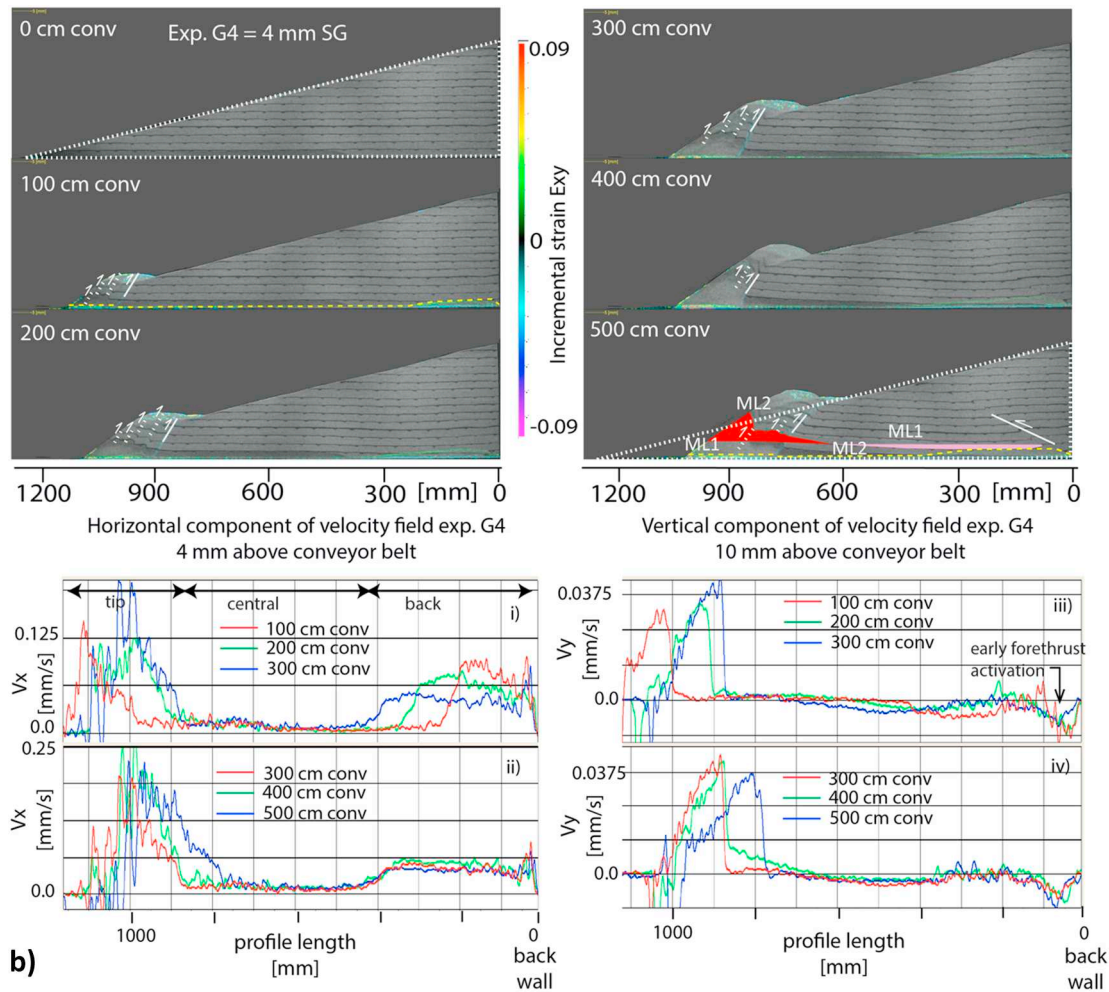 0 cm conv
Exp. G4 = 4 mm SG
100 cm conv
200 cm conv
0.09
0
-0.09
Incremental strain Exy
300 cm conv
400 cm conv
500 cm conv
ML2
ML1
ML2
ML1
1200 900 600 300 [mm] 0
1200 900 600 300 [mm] 0
Horizontal component of velocity field exp. G4
4 mm above conveyor belt
Vertical component of velocity field exp. G4
10 mm above conveyor belt
tip central back
i)
100 cm conv
200 cm conv
300 cm conv
0.125
0.0
Vx
[mm/s]
0.25
ii)
300 cm conv
400 cm conv
500 cm conv
0.0
Vx
[mm/s]
1000
profile length
[mm]
0
back
wall
0.0375
iii)
100 cm conv
200 cm conv
300 cm conv
early forethrust
activation
0.0
Vy
[mm/s]
0.0375
iv)
300 cm conv
400 cm conv
500 cm conv
0.0
Vy
[mm/s]
1000
profile length
[mm]
0
back
wall
b)